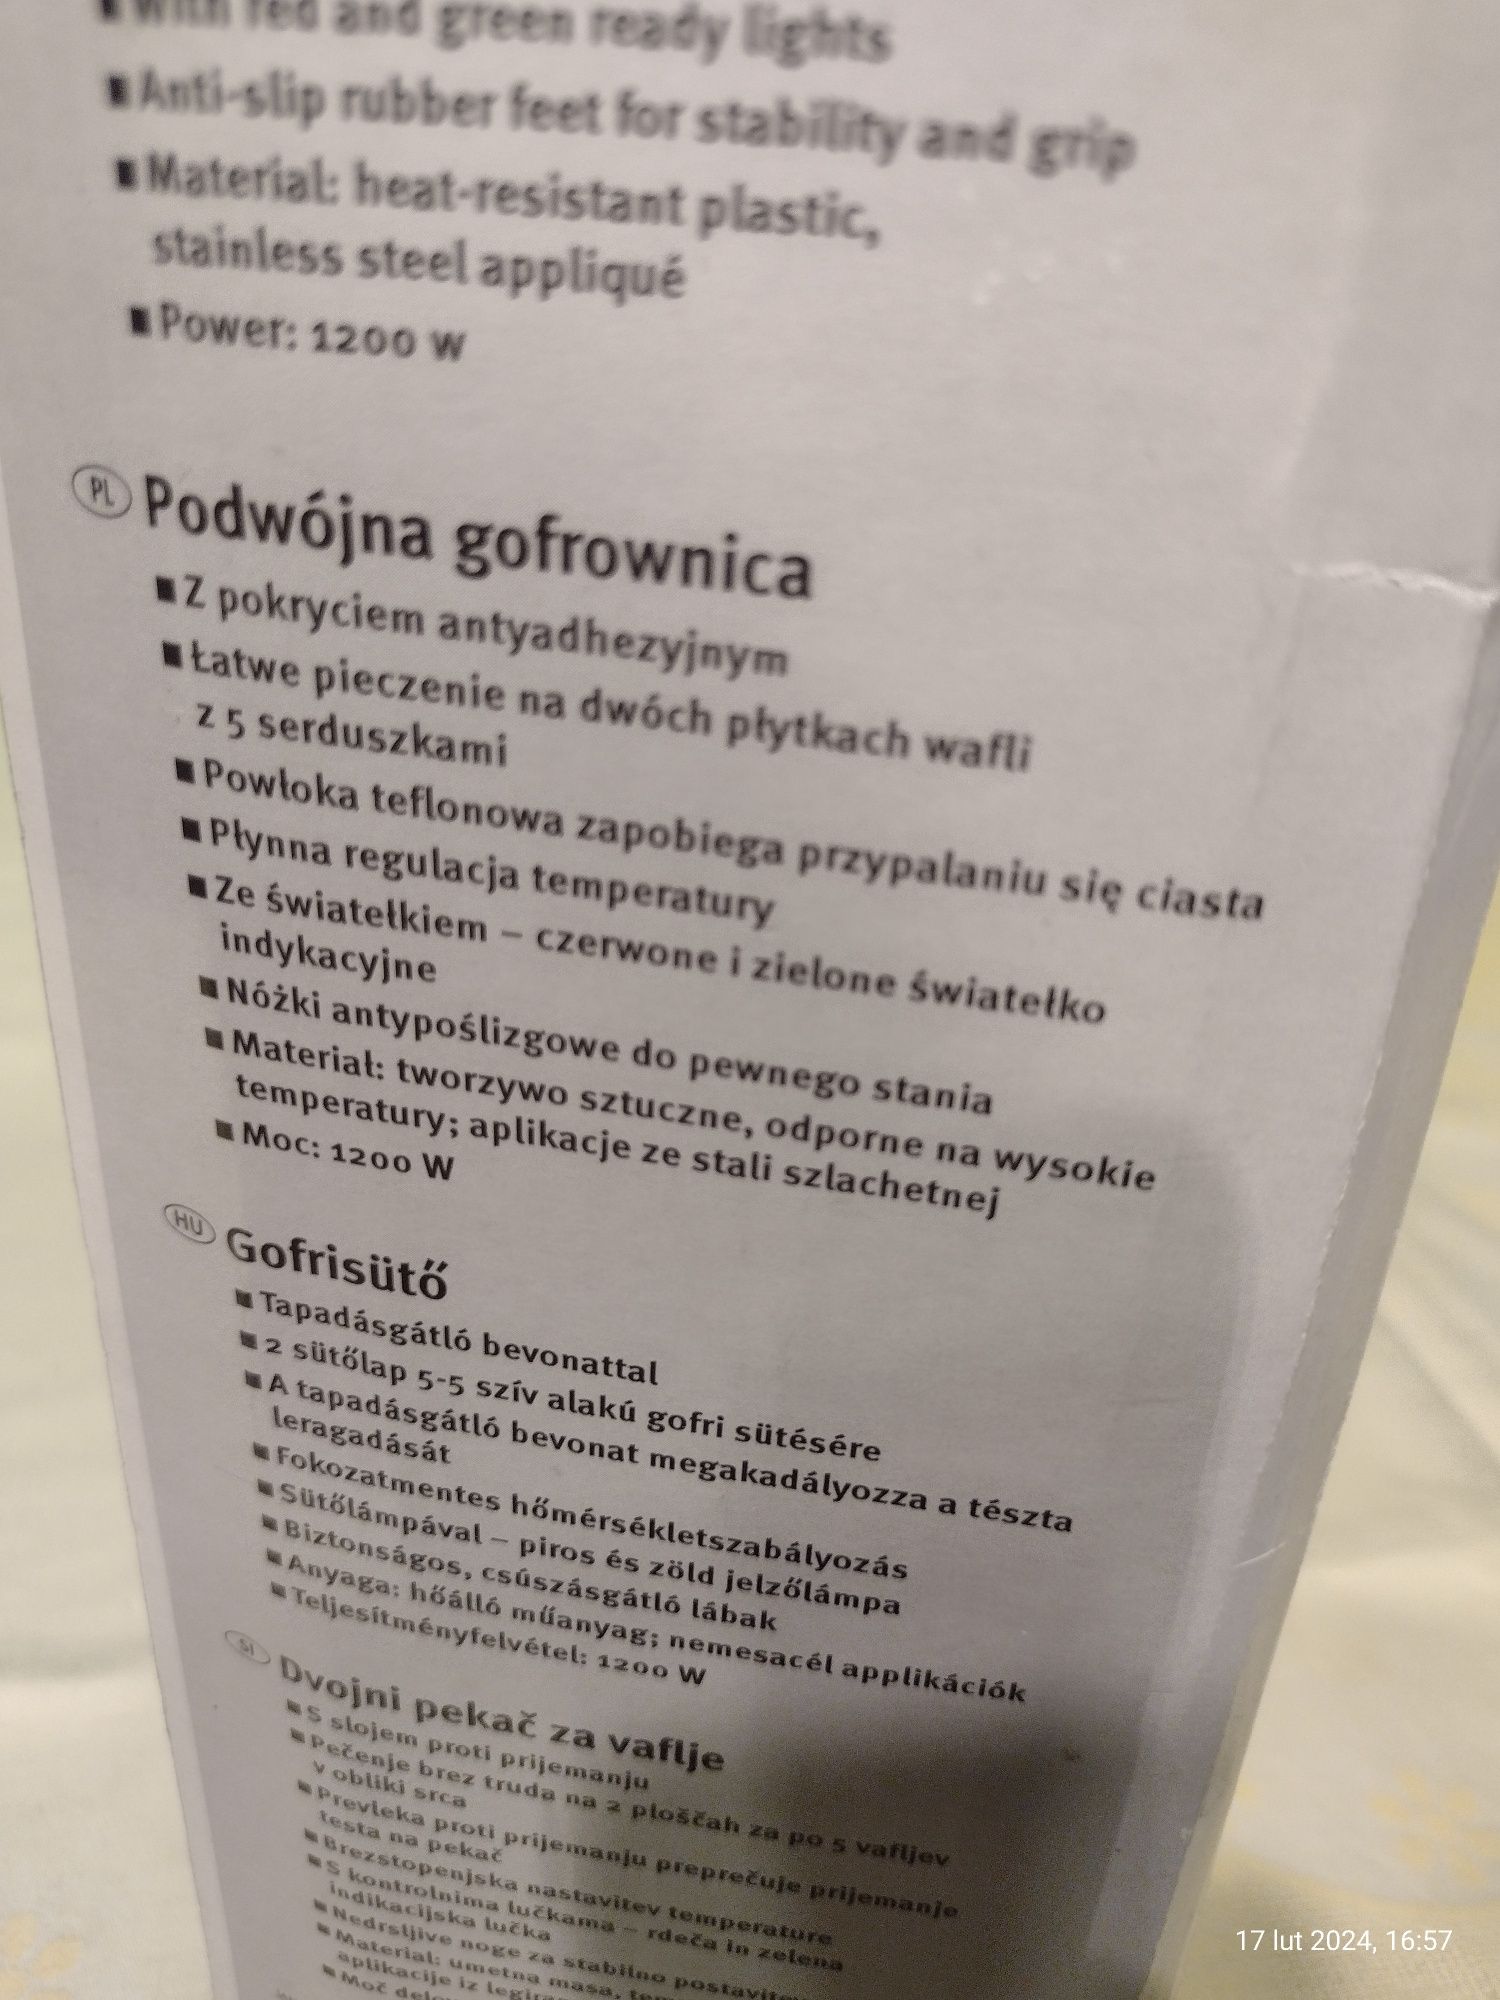 with red and green ready lights
■ Anti-slip rubber feet for stability and grip
■ Material: heat-resistant plastic,
stainless steel appliqué
■ Power: 1200 W
PL Podwójna gofrownica
■ Z pokryciem antyadhezyjnym
■ Łatwe pieczenie na dwóch płytkach wafli
z 5 serduszkami
■ Powłoka teflonowa zapobiega przypalaniu się ciasta
■ Płynna regulacja temperatury
■ Ze światełkiem – czerwone i zielone światełko
indykacyjne
■ Nóżki antypoślizgowe do pewnego stania
■ Materiał: tworzywo sztuczne, odporne na wysokie
temperatury; aplikacje ze stali szlachetnej
■ Moc: 1200 W
HU Gofrisütő
■ Tapadásgátló bevonattal
■ 2 sütőlap 5-5 szív alakú gofri sütésére
■ A tapadásgátló bevonat megakadályozza a tészta
leragadását
■ Fokozatmentes hőmérsékletszabályozás
■ Sütőlámpával – piros és zöld jelzőlámpa
■ Biztonságos, csúszásgátló lábak
■ Anyaga: hőálló műanyag; nemesacél applikációk
■ Teljesítményfelvétel: 1200 W
SI Dvojni pekač za vaflje
■ S slojem proti prijemanju
■ Pečenje brez truda na 2 ploščah za po 5 vafljev
v obliki srca
■ Prevleka proti prijemanju preprečuje prijemanje
testa na pekač
■ Brezstopenjska nastavitev temperature
■ S kontrolnima lučkama – rdeča in zelena
indikacijska lučka
■ Nedrsljive noge za stabilno
■ Material: umetna masa,
aplikacije iz
■ Moč
17 lut 2024, 16:57